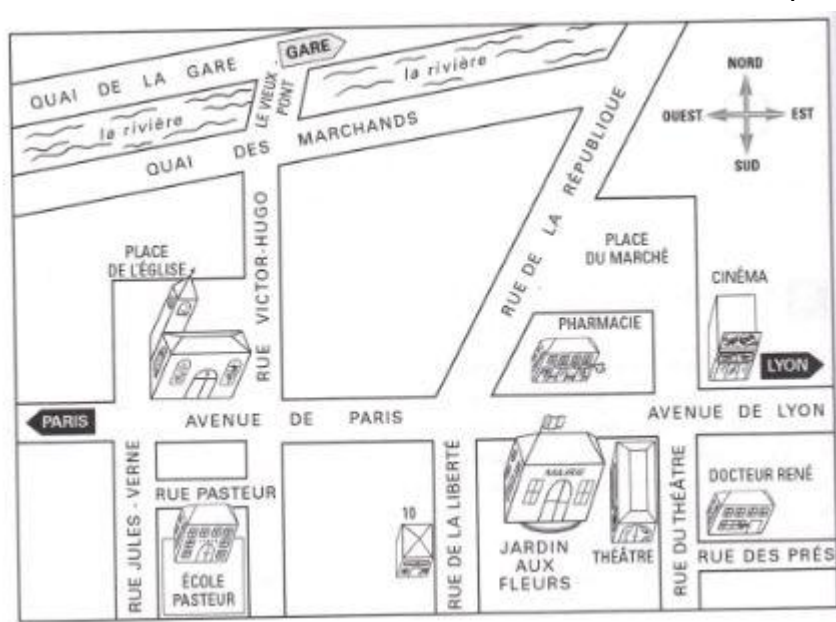 GARE
QUAI DE LA GARE
la rivière
LE VIEUX
PONT
la rivière
QUAI DES MARCHANDS
NORD
OUEST
EST
SUD
RUE DE LA RÉPUBLIQUE
PLACE
DE L'ÉGLISE
RUE VICTOR-HUGO
PLACE
DU MARCHÉ
CINÉMA
PHARMACIE
LYON
PARIS
AVENUE DE PARIS
AVENUE DE LYON
MAIRIE
RUE JULES-VERNE
RUE PASTEUR
10
RUE DE LA LIBERTÉ
RUE DU THÉÂTRE
DOCTEUR RENÉ
ÉCOLE
PASTEUR
JARDIN
AUX
FLEURS
THÉÂTRE
RUE DES PRÉS